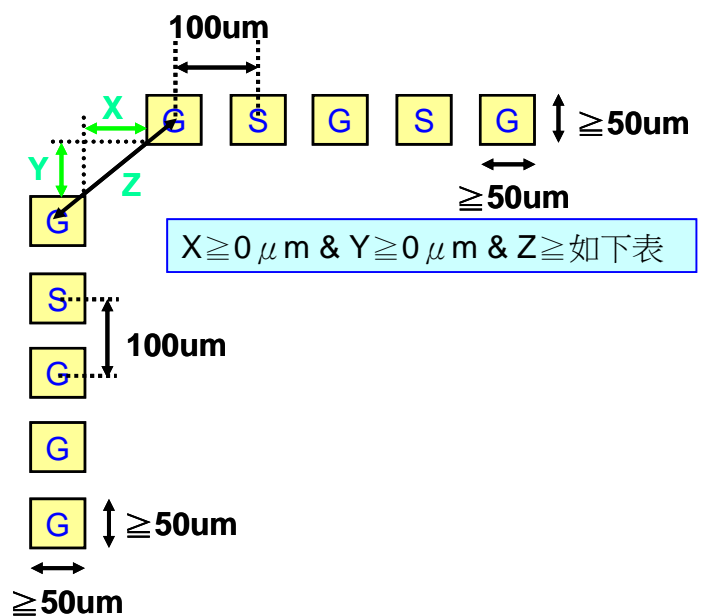 100um
X
G S G S G
≧50um
Y
Z
≧50um
G
X≧0μm & Y≧0μm & Z≧如下表
S
100um
G
G
G
≧50um
≧50um